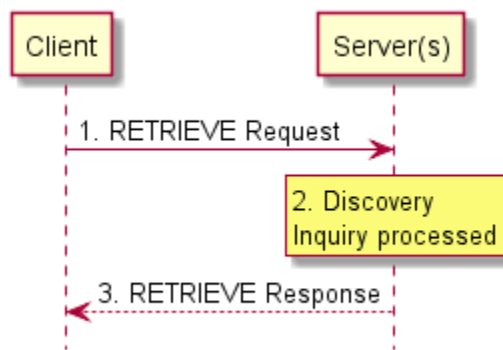 Client
Server(s)
1. RETRIEVE Request
2. Discovery
Inquiry processed
3. RETRIEVE Response